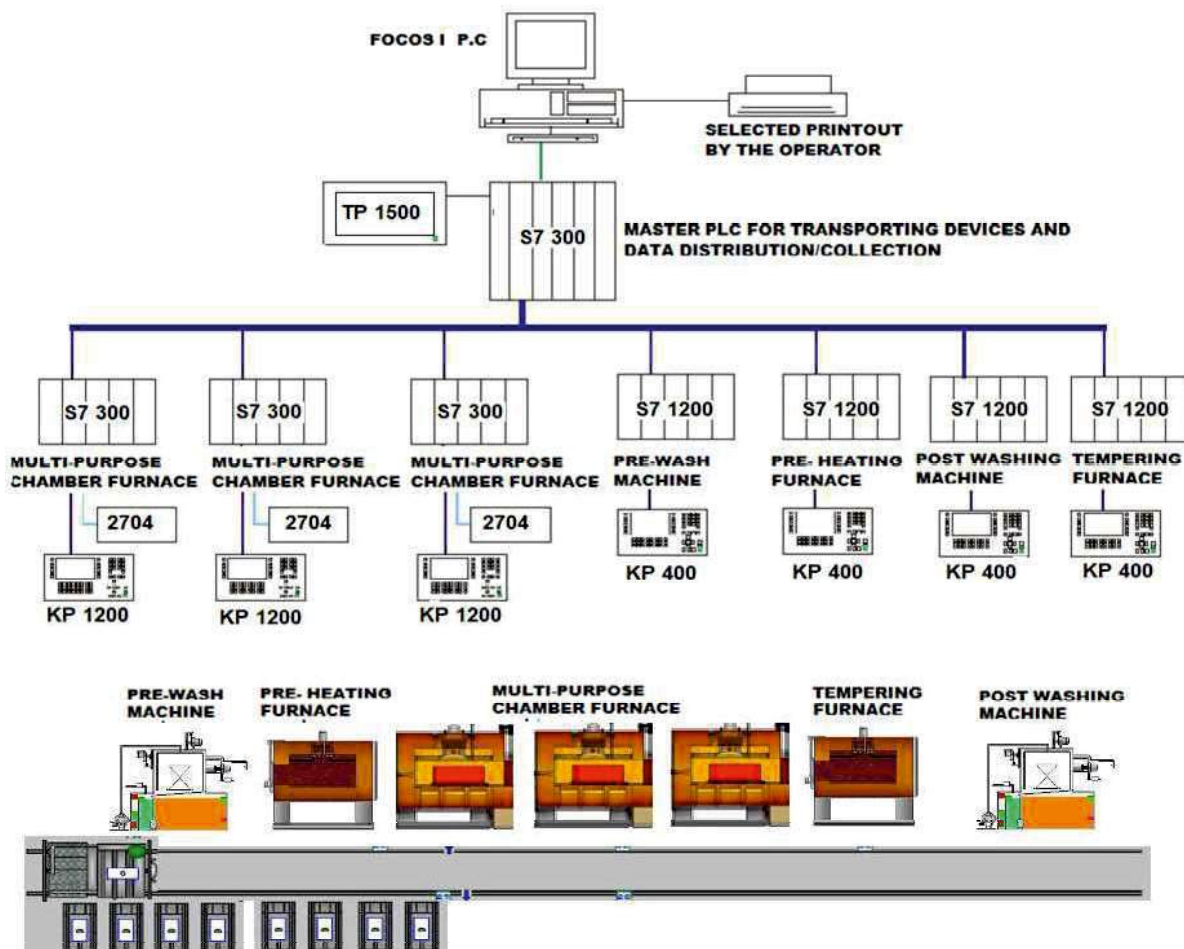 FOCOS I P.C
SELECTED PRINTOUT
BY THE OPERATOR
TP 1500
S7 300
MASTER PLC FOR TRANSPORTING DEVICES AND
DATA DISTRIBUTION/COLLECTION
S7 300
S7 300
S7 300
S7 1200
S7 1200
S7 1200
S7 1200
MULTI-PURPOSE
CHAMBER FURNACE
MULTI-PURPOSE
CHAMBER FURNACE
MULTI-PURPOSE
CHAMBER FURNACE
PRE-WASH
MACHINE
PRE- HEATING
FURNACE
POST WASHING
MACHINE
TEMPERING
FURNACE
2704
2704
2704
KP 1200
KP 1200
KP 1200
KP 400
KP 400
KP 400
KP 400
PRE-WASH
MACHINE
PRE- HEATING
FURNACE
MULTI-PURPOSE
CHAMBER FURNACE
TEMPERING
FURNACE
POST WASHING
MACHINE